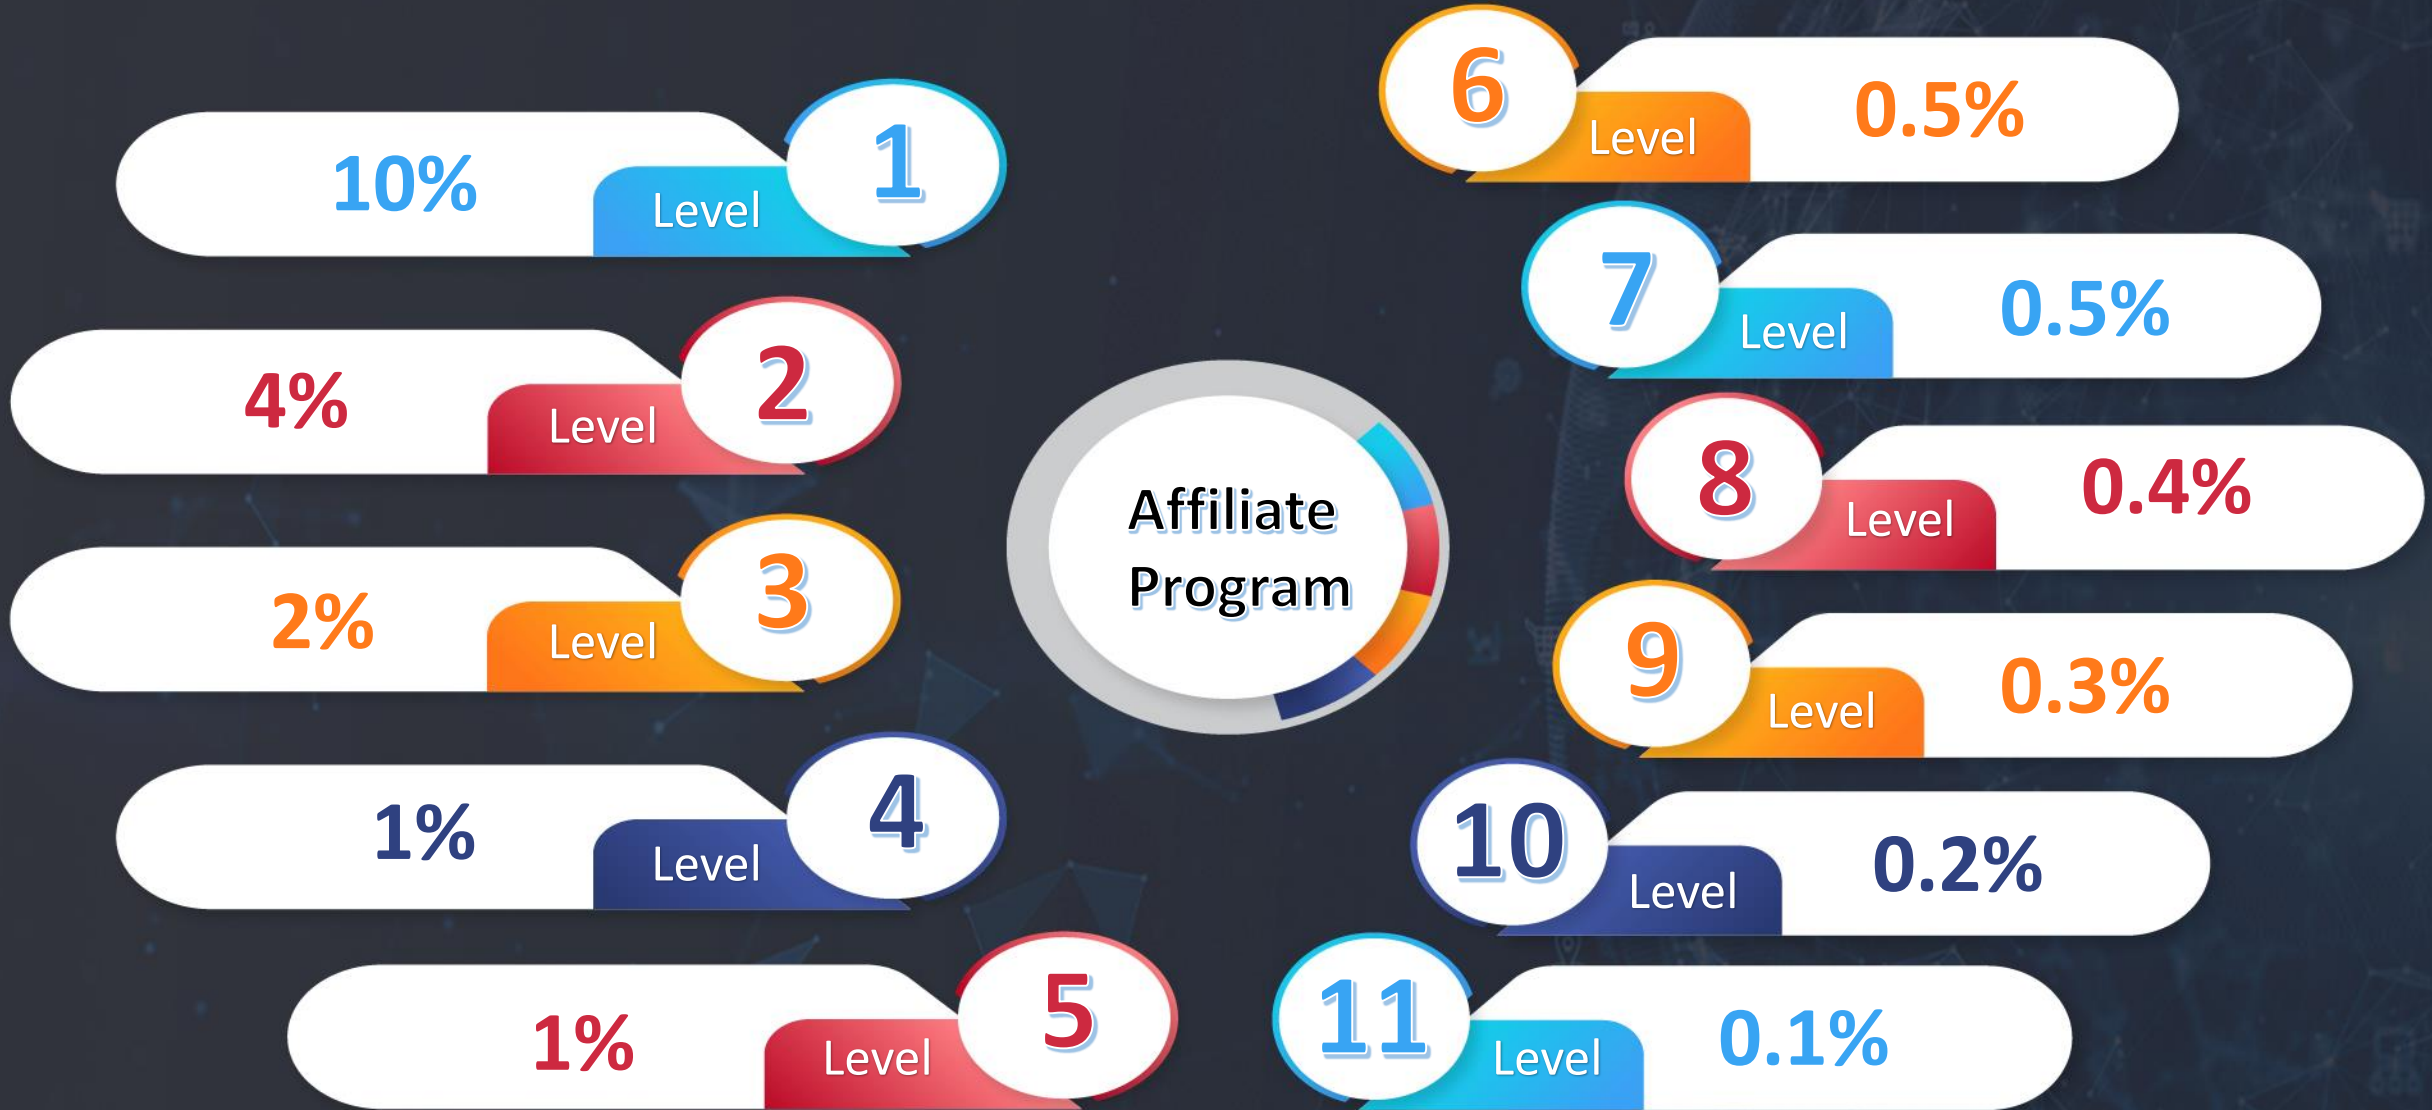 10% Level 1
4% Level 2
2% Level 3
1% Level 4
1% Level 5
Affiliate
Program
6 Level 0.5%
7 Level 0.5%
8 Level 0.4%
9 Level 0.3%
10 Level 0.2%
11 Level 0.1%